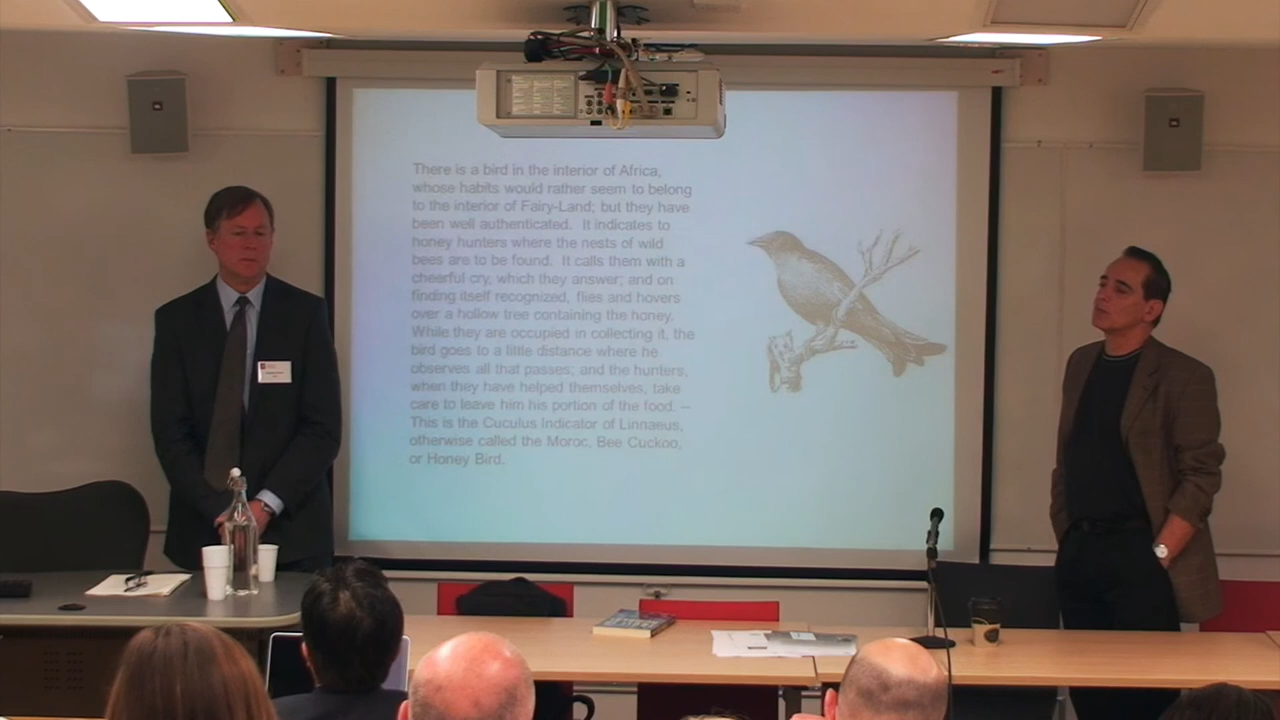 There is a bird in the interior of Africa,
whose habits would rather seem to belong
to the interior of Fairy-Land; but they have
been well authenticated.  It indicates to
honey hunters where the nests of wild
bees are to be found.  It calls them with a
cheerful cry, which they answer; and on
finding itself recognized, flies and hovers
over a hollow tree containing the honey.
While they are occupied in collecting it, the
bird goes to a little distance where he
observes all that passes; and the hunters,
when they have helped themselves, take
care to leave him his portion of the food. –
This is the Cuculus Indicator of Linnaeus,
otherwise called the Moroc, Bee Cuckoo,
or Honey Bird.